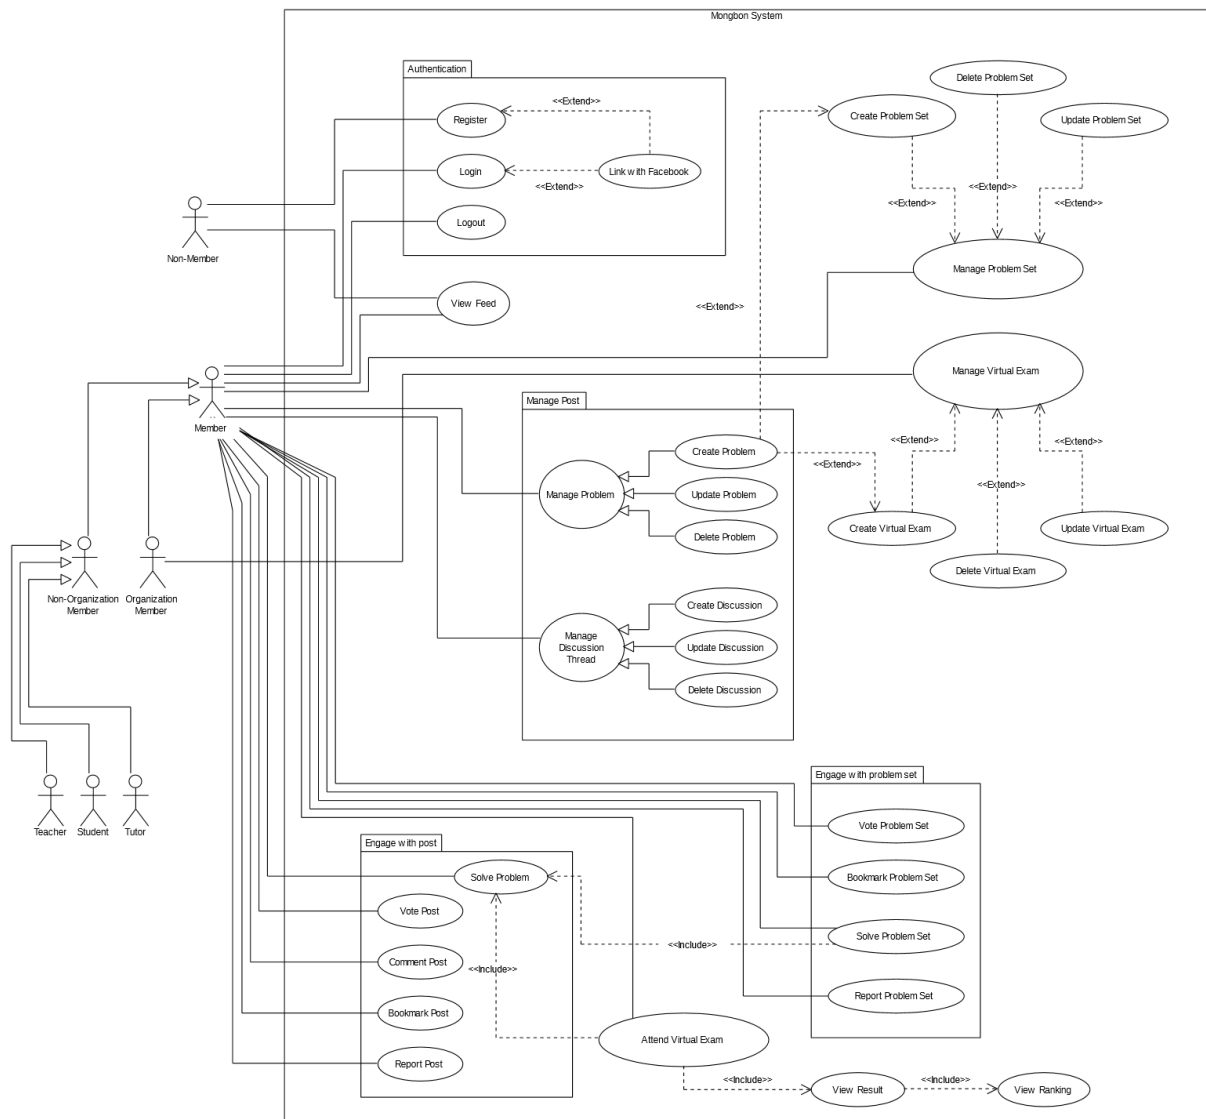 Mongbon System
Authentication
Register
<<Extend>>
Login
Link with Facebook
<<Extend>>
Logout
Non-Member
View Feed
Delete Problem Set
Create Problem Set
Update Problem Set
<<Extend>>
<<Extend>>
<<Extend>>
Manage Problem Set
<<Extend>>
Manage Virtual Exam
Member
Manage Post
Create Problem
<<Extend>>
<<Extend>>
<<Extend>>
<<Extend>>
Manage Problem
Update Problem
Delete Problem
Create Virtual Exam
Update Virtual Exam
Delete Virtual Exam
Non-Organization
Member
Organization
Member
Create Discussion
Manage
Discussion
Thread
Update Discussion
Delete Discussion
Teacher
Student
Tutor
Engage with problem set
Vote Problem Set
Bookmark Problem Set
Solve Problem Set
Report Problem Set
Engage with post
Solve Problem
Vote Post
<<Include>>
Comment Post
<<Include>>
Bookmark Post
Report Post
Attend Virtual Exam
<<Include>>
View Result
<<Include>>
View Ranking